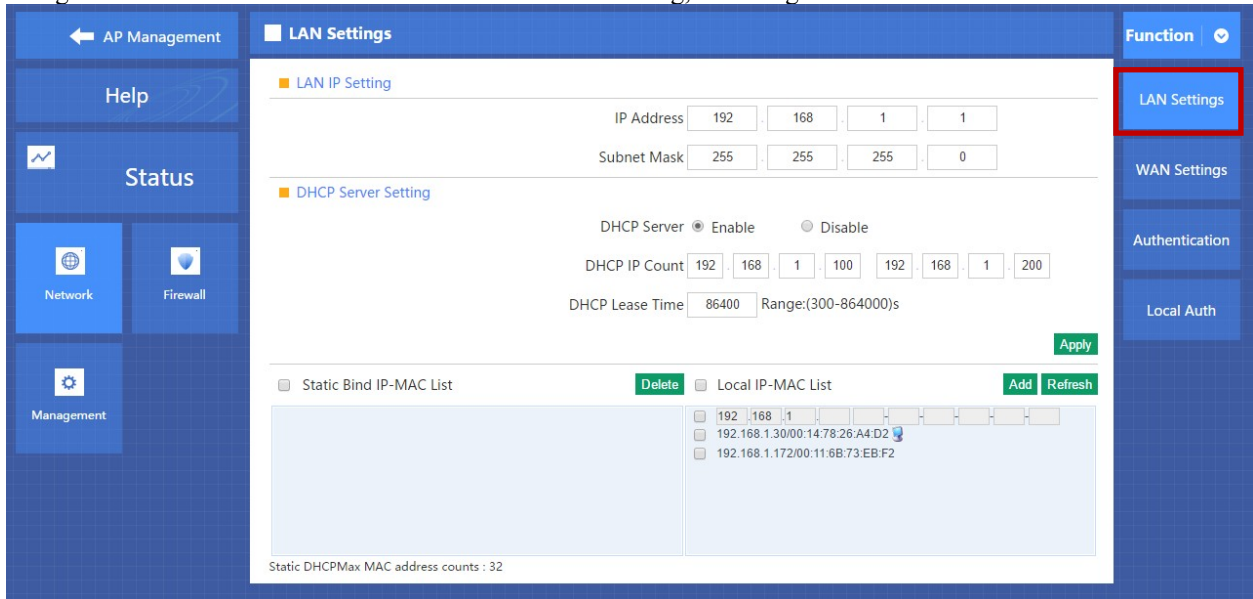 AP Management
LAN Settings
Function
Help
Status
Network
Firewall
Management
LAN IP Setting
IP Address 192 . 168 . 1 . 1
Subnet Mask 255 . 255 . 255 . 0
DHCP Server Setting
DHCP Server Enable Disable
DHCP IP Count 192 . 168 . 1 . 100 192 . 168 . 1 . 200
DHCP Lease Time 86400 Range:(300-864000)s
Apply
Static Bind IP-MAC List Delete
Local IP-MAC List Add Refresh
192 .168 .1 . - - - - -
192.168.1.30/00:14:78:26:A4:D2
192.168.1.172/00:11:6B:73:EB:F2
Static DHCPMax MAC address counts : 32
LAN Settings
WAN Settings
Authentication
Local Auth